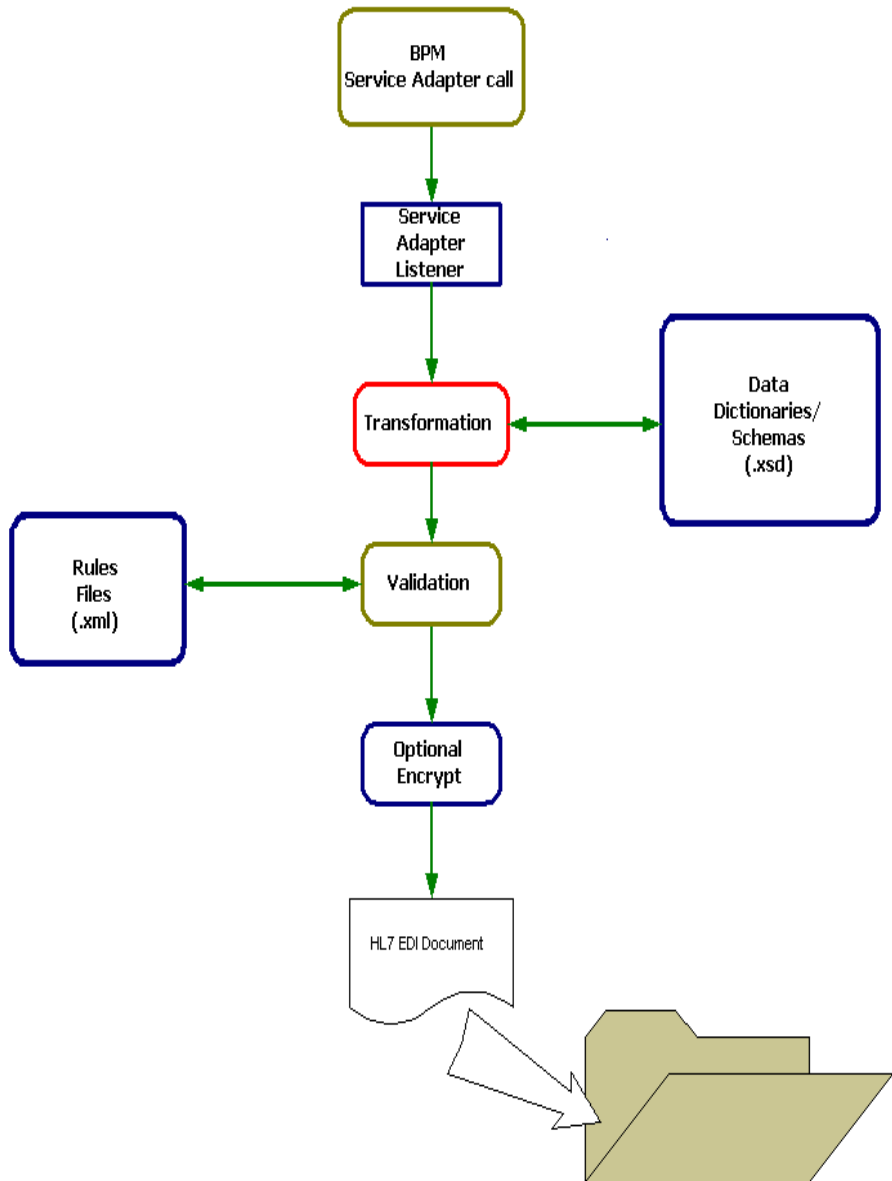 BPM
Service Adapter call
Service
Adapter
Listener
Transformation
Data
Dictionaries/
Schemas
(.xsd)
Rules
Files
(.xml)
Validation
Optional
Encrypt
HL7 EDI Document